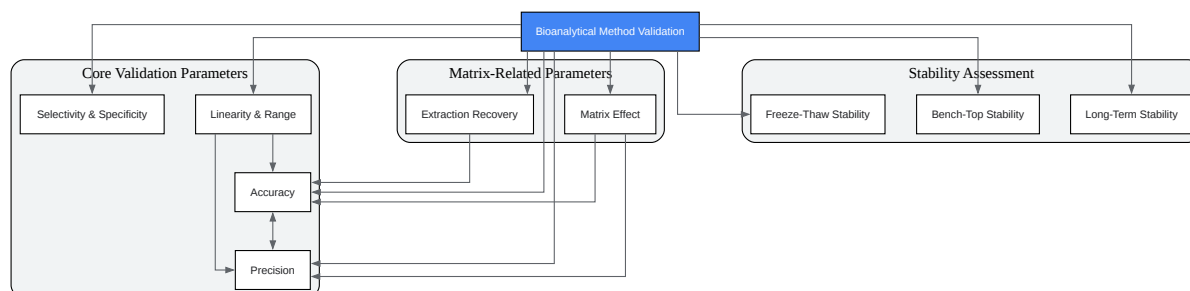 Bioanalytical Method Validation
Core Validation Parameters
Matrix-Related Parameters
Stability Assessment
Selectivity & Specificity
Linearity & Range
Extraction Recovery
Matrix Effect
Freeze-Thaw Stability
Bench-Top Stability
Long-Term Stability
Accuracy
Precision